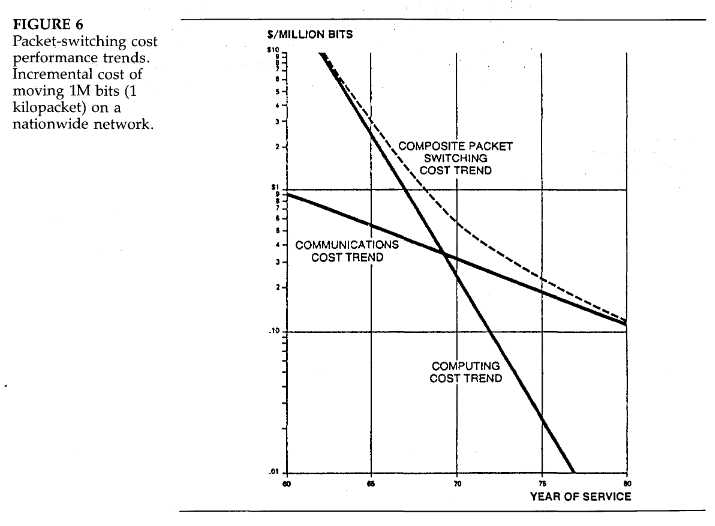 FIGURE 6
Packet-switching cost
performance trends.
Incremental cost of
moving 1M bits (1
kilopacket) on a
nationwide network.
$/MILLION BITS
$10
9
8
7
6
5
4
3
2
COMPOSITE PACKET
SWITCHING
COST TREND
$1
9
8
7
6
5
4
3
2
COMMUNICATIONS
COST TREND
.10
COMPUTING
COST TREND
.01
60 65 70 75 80
YEAR OF SERVICE